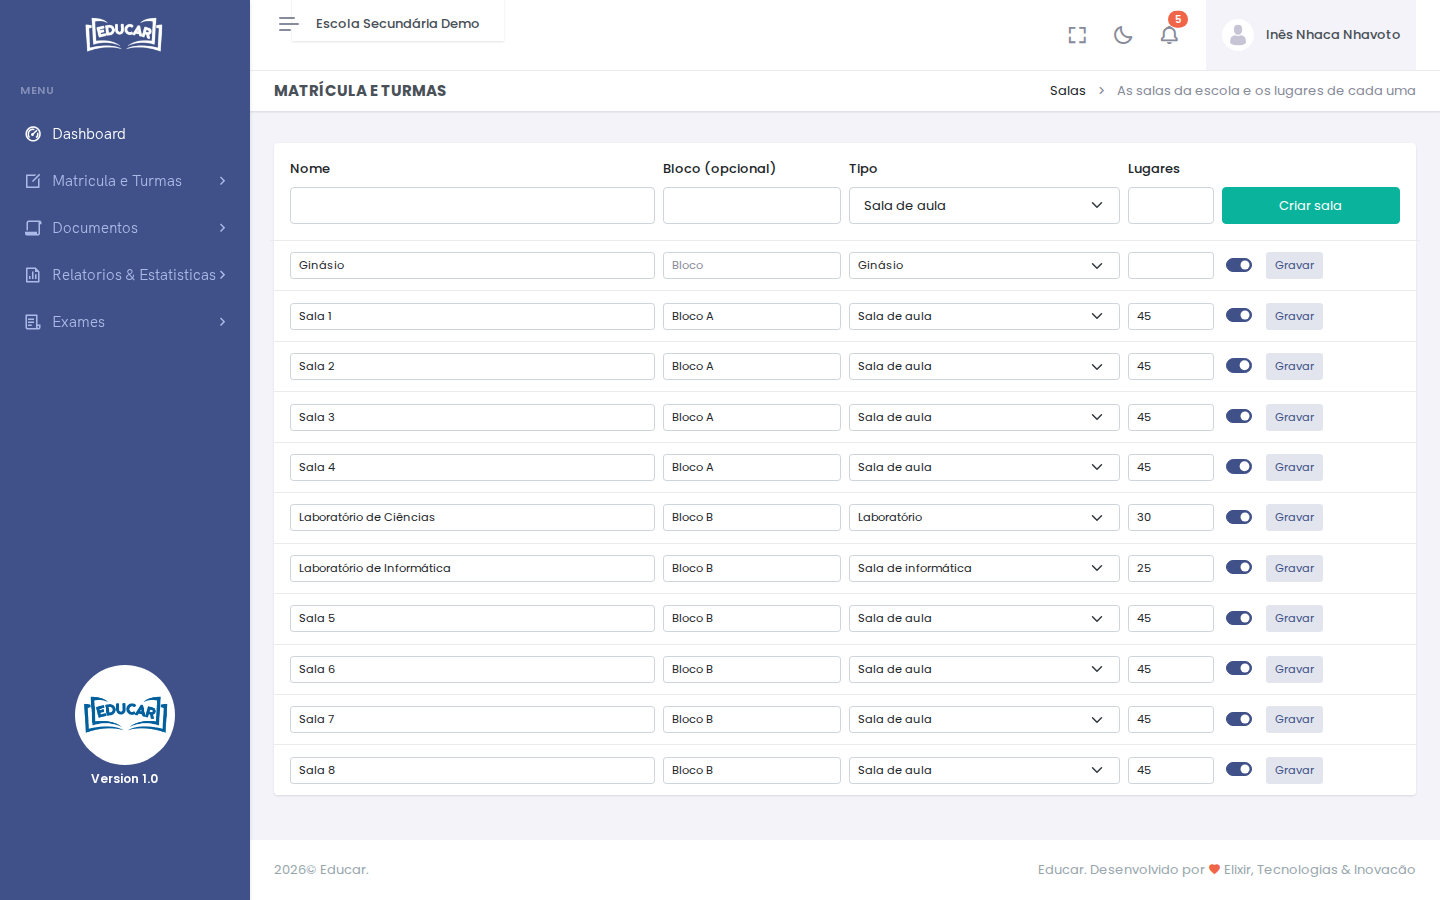 EDUCAR
Escola Secundária Demo
5
Inês Nhaca Nhavoto
MENU
MATRÍCULA E TURMAS
Salas > As salas da escola e os lugares de cada uma
Dashboard
Matricula e Turmas
Documentos
Relatorios & Estatisticas
Exames
EDUCAR
Version 1.0
Nome Bloco (opcional) Tipo Lugares
Sala de aula Criar sala
Ginásio Bloco Ginásio Gravar
Sala 1 Bloco A Sala de aula 45 Gravar
Sala 2 Bloco A Sala de aula 45 Gravar
Sala 3 Bloco A Sala de aula 45 Gravar
Sala 4 Bloco A Sala de aula 45 Gravar
Laboratório de Ciências Bloco B Laboratório 30 Gravar
Laboratório de Informática Bloco B Sala de informática 25 Gravar
Sala 5 Bloco B Sala de aula 45 Gravar
Sala 6 Bloco B Sala de aula 45 Gravar
Sala 7 Bloco B Sala de aula 45 Gravar
Sala 8 Bloco B Sala de aula 45 Gravar
2026© Educar.
Educar. Desenvolvido por ♥ Elixir, Tecnologias & Inovacão